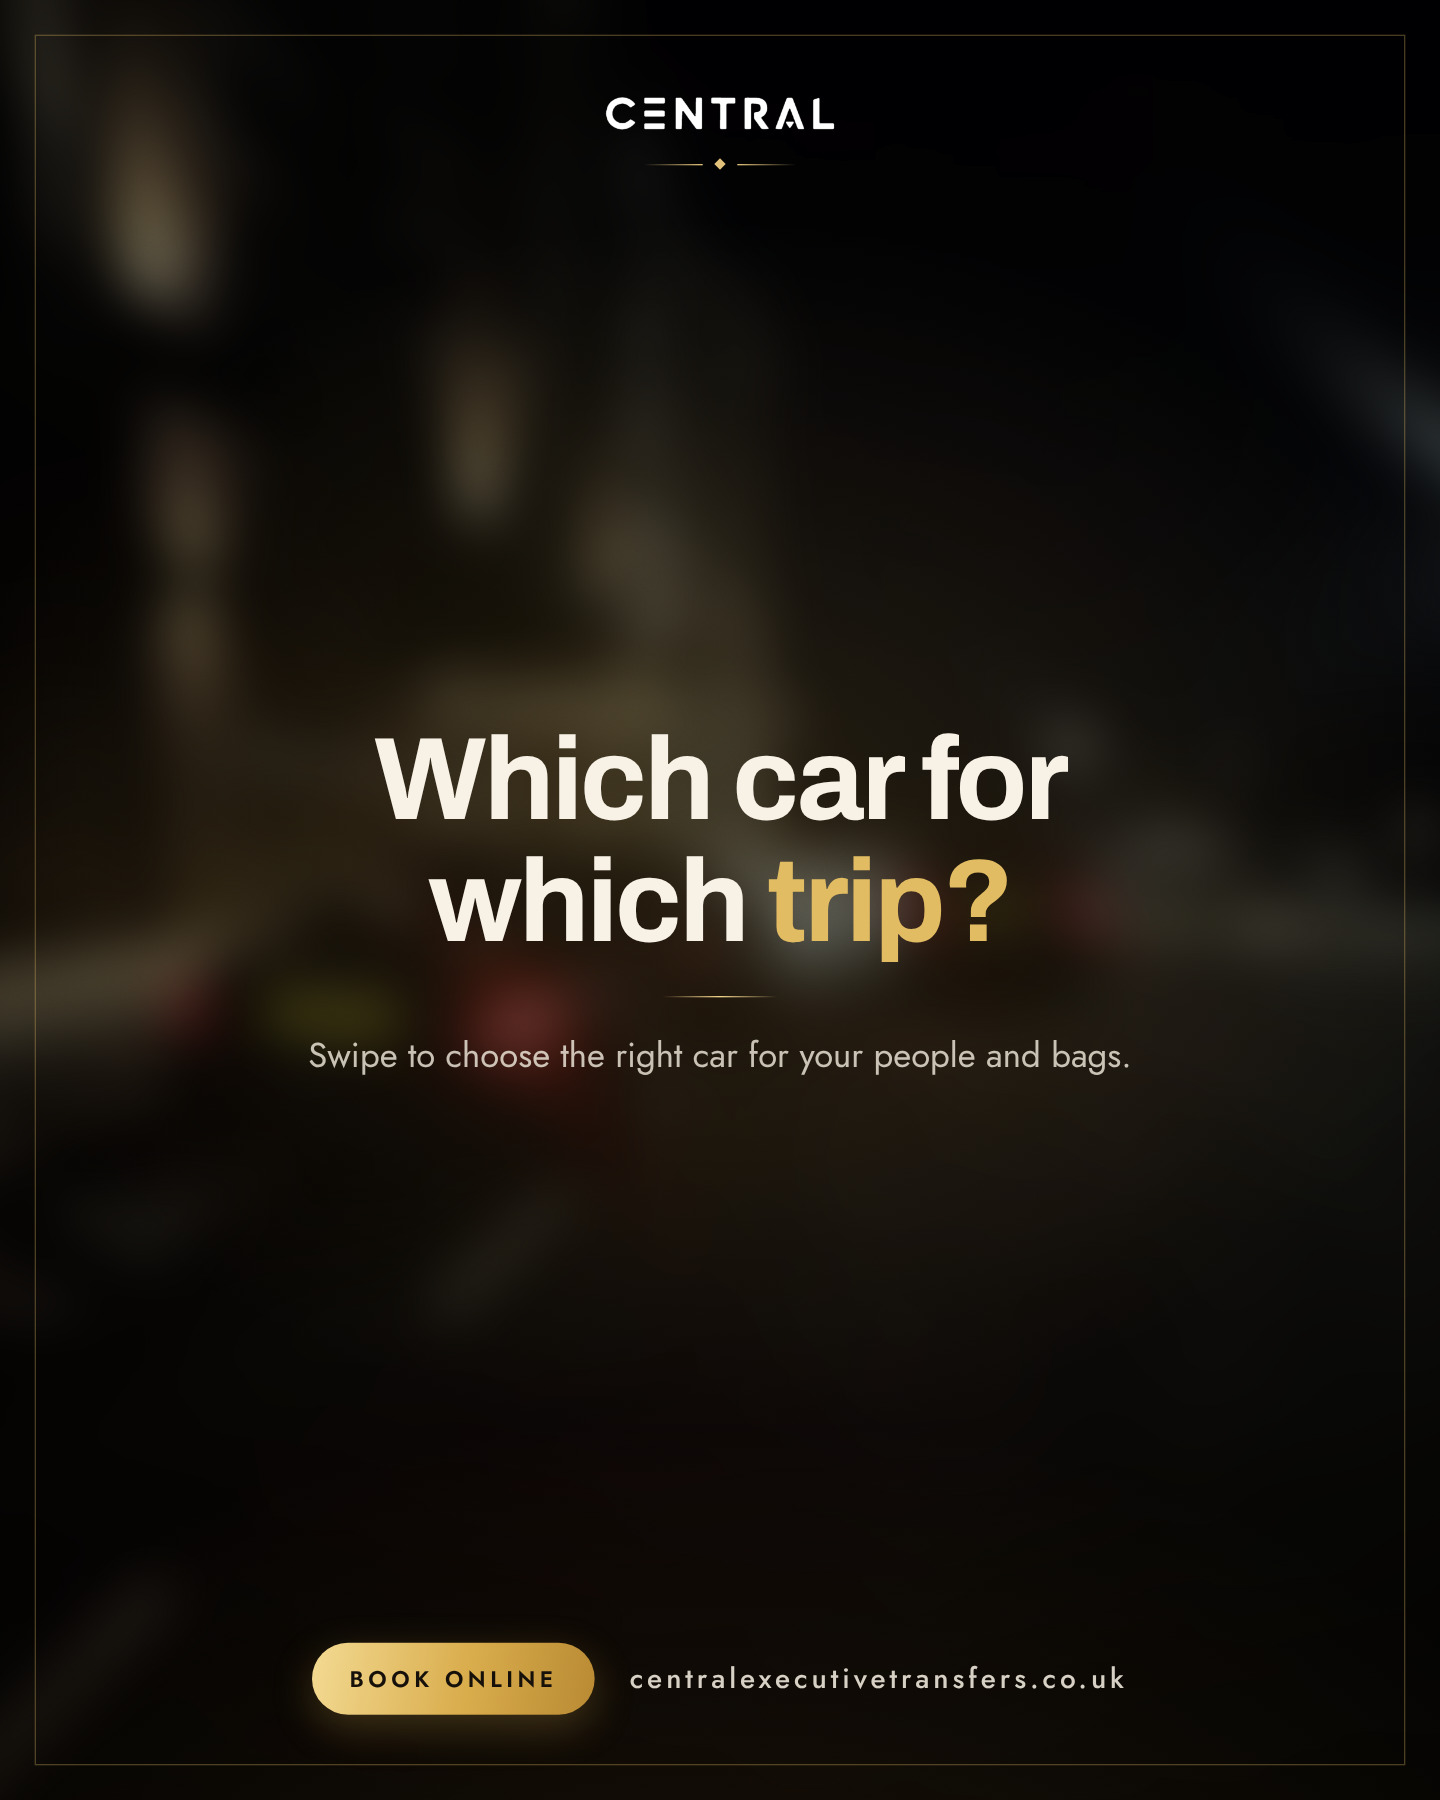 CENTRAL
Which car for
which trip?
Swipe to choose the right car for your people and bags.
BOOK ONLINE
centralexecutivetransfers.co.uk